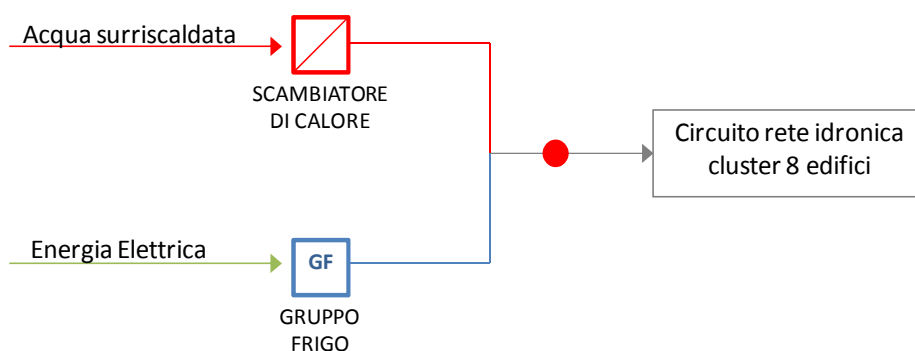 Acqua surriscaldata
SCAMBIATORE
DI CALORE
Circuito rete idronica
cluster 8 edifici
Energia Elettrica
GF
GRUPPO
FRIGO